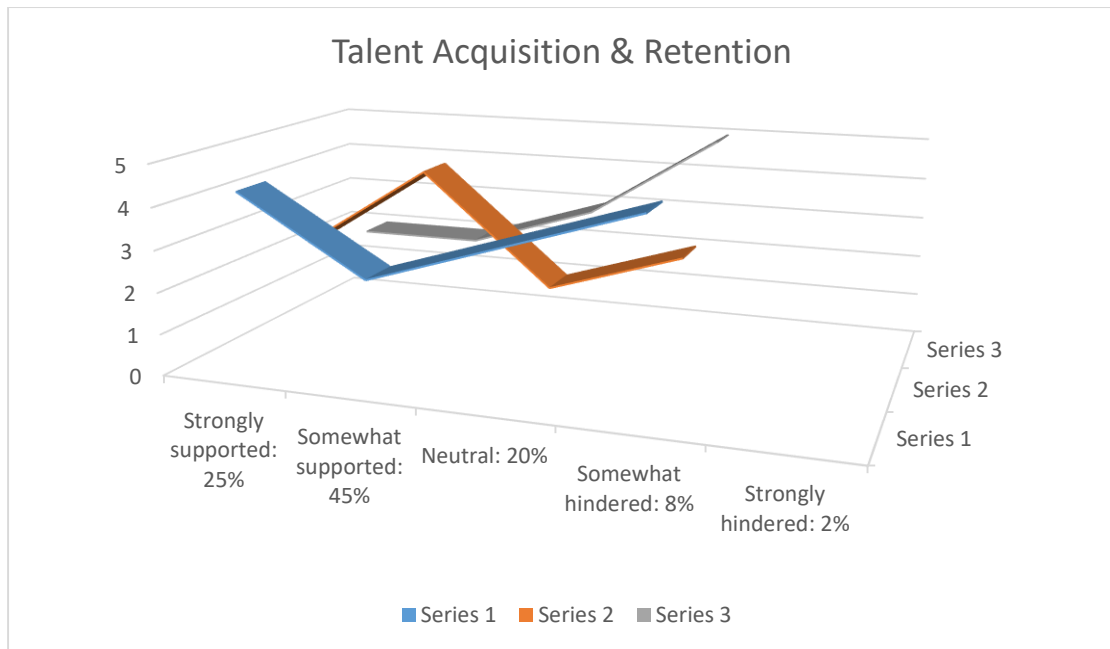 Talent Acquisition & Retention
5
4
3
2
1
0
Strongly
supported:
25%
Somewhat
supported:
45%
Neutral: 20%
Somewhat
hindered: 8%
Strongly
hindered: 2%
Series 3
Series 2
Series 1
Series 1 Series 2 Series 3